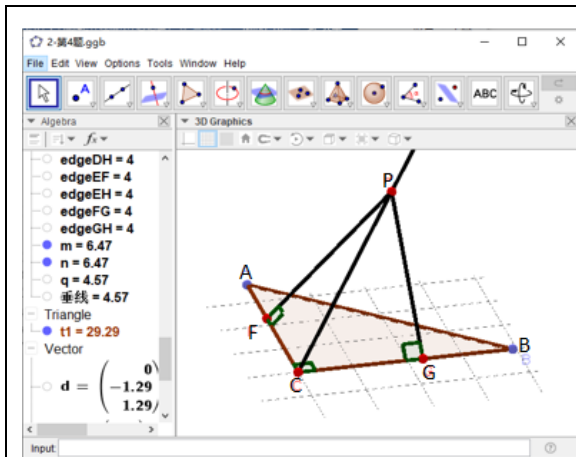 2-第4题.ggb
File Edit View Options Tools Window Help
ABC
Algebra
3D Graphics
edgeDH = 4
edgeEF = 4
edgeEH = 4
edgeFG = 4
edgeGH = 4
m = 6.47
n = 6.47
q = 4.57
垂线 = 4.57
Triangle
t1 = 29.29
Vector
d = ( 0
-1.29
1.29 )
P
A
F
B
B
G
C
Input: